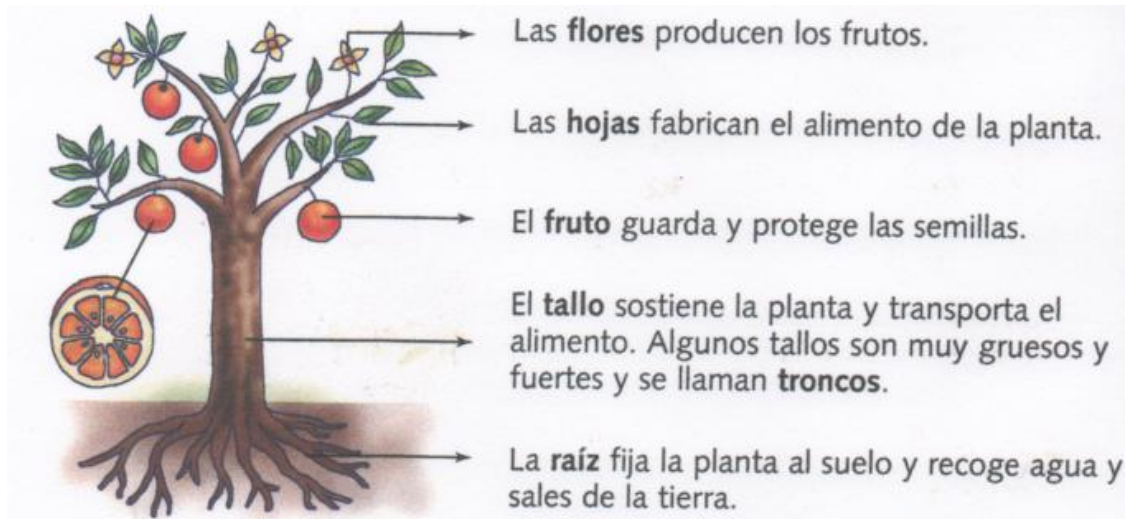 Las flores producen los frutos.
Las hojas fabrican el alimento de la planta.
El fruto guarda y protege las semillas.
El tallo sostiene la planta y transporta el
alimento. Algunos tallos son muy gruesos y
fuertes y se llaman troncos.
La raíz fija la planta al suelo y recoge agua y
sales de la tierra.